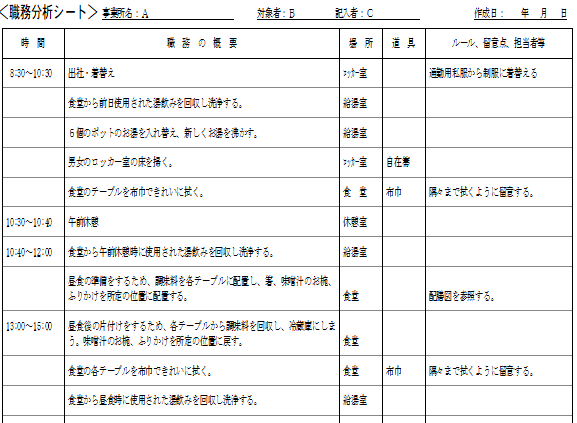 <職務分析シート> 事業所名：A 対象者：B 記入者：C 作成日： 年 月 日
時 間 職 務 の 概 要 場 所 道 具 ルール、留意点、担当者等
8:30～10:30 出社・着替え ﾛｯｶｰ室 通勤用私服から制服に着替える
食堂から前日使用された湯飲みを回収し洗浄する。 給湯室
６個のポットのお湯を入れ替え、新しくお湯を沸かす。 給湯室
男女のロッカー室の床を掃く。 ﾛｯｶｰ室 自在箒
食堂のテーブルを布巾できれいに拭く。 食 堂 布巾 隅々まで拭くように留意する。
10:30～10:40 午前休憩 休憩室
10:40～12:00 食堂から午前休憩時に使用された湯飲みを回収し洗浄する。 給湯室
昼食の準備をするため、調味料を各テーブルに配置し、箸、味噌汁のお椀、
ふりかけを所定の位置に配置する。 食堂 配膳図を参照する。
13:00～15:00 昼食後の片付けをするため、各テーブルから調味料を回収し、冷蔵庫にしま
う。味噌汁のお椀、ふりかけを所定の位置に戻す。 食堂
食堂の各テーブルを布巾できれいに拭く。 食堂 布巾 隅々まで拭くように留意する。
食堂から昼食時に使用された湯飲みを回収し洗浄する。 給湯室